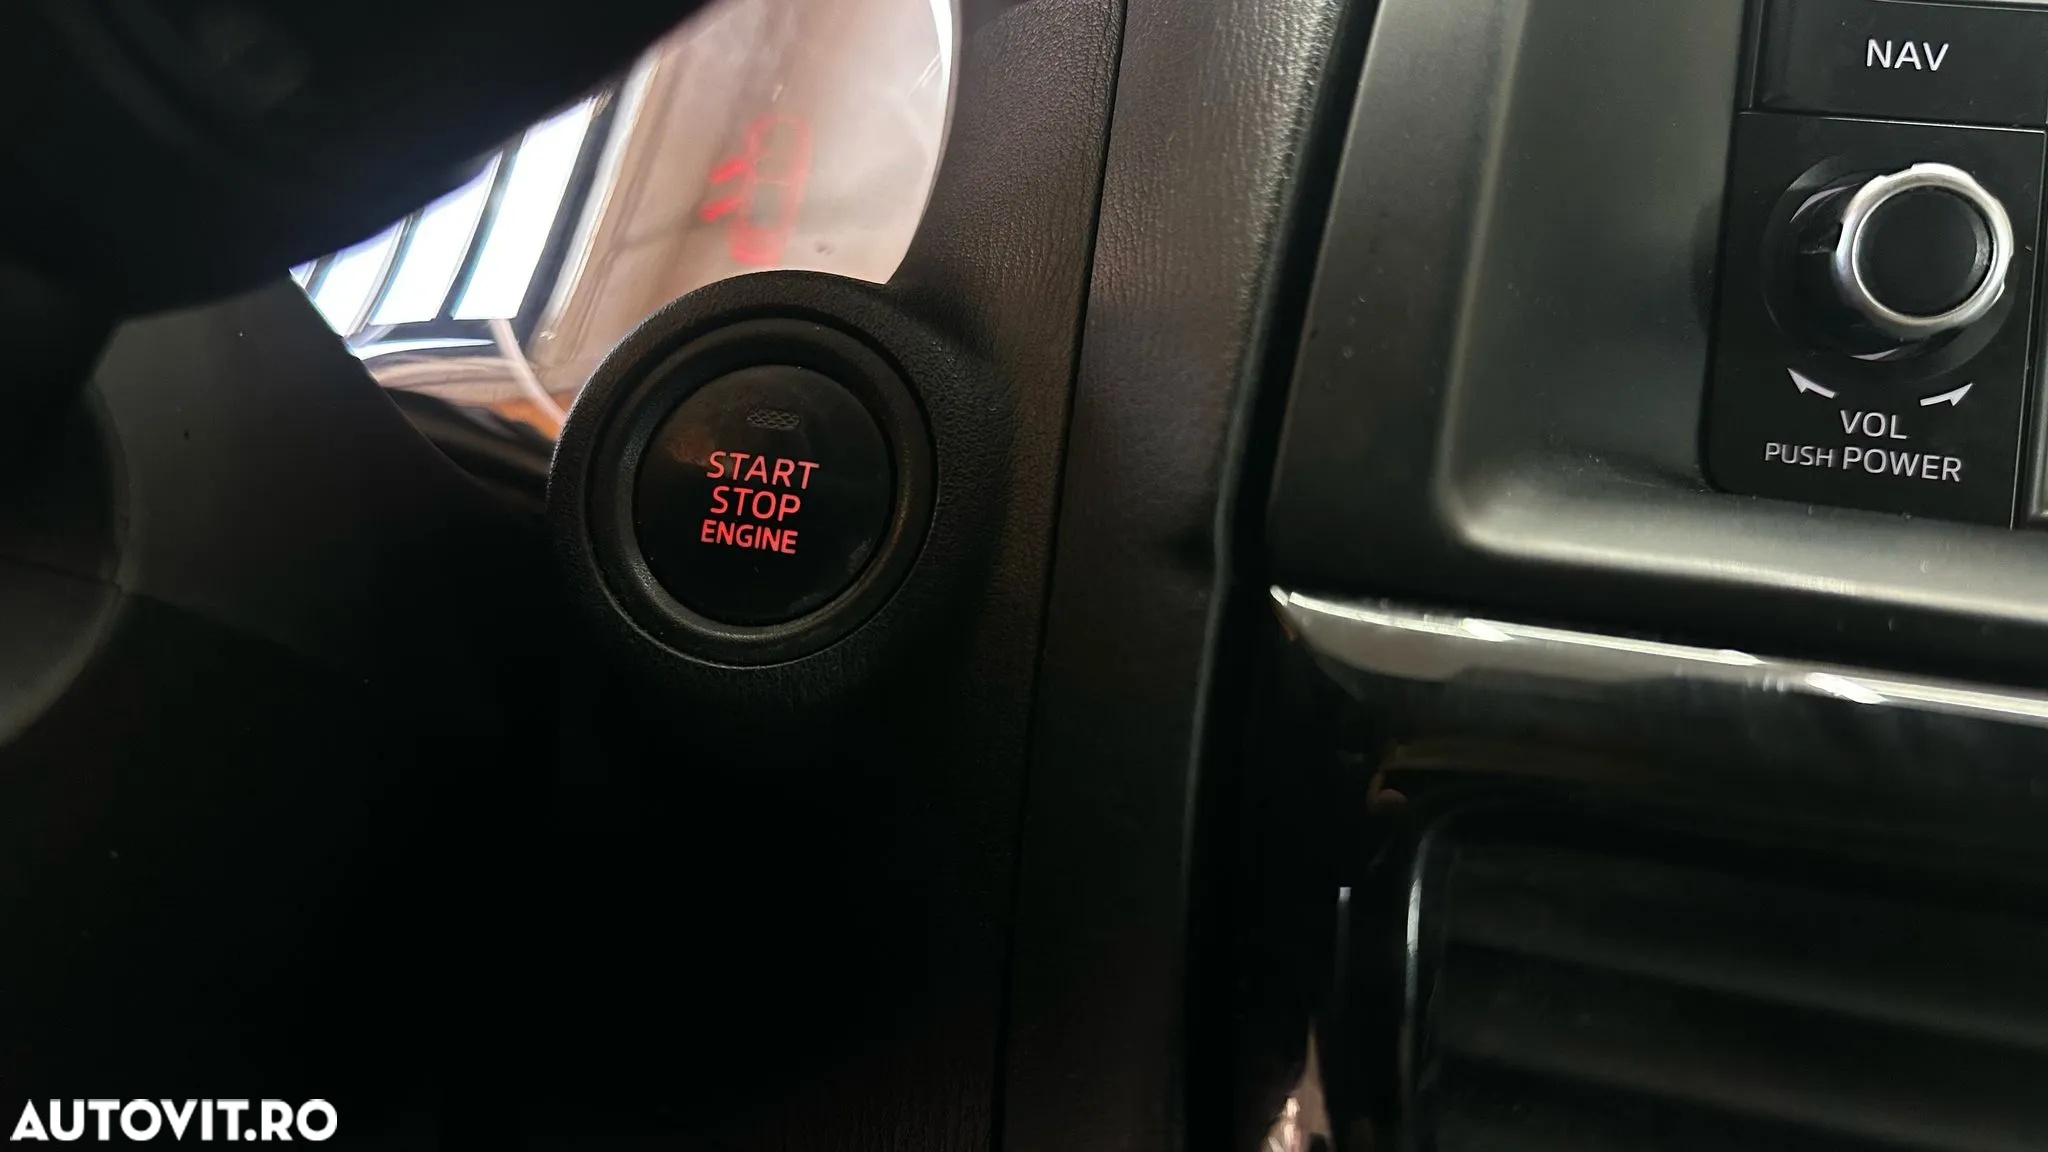 NAV
VOL
PUSH POWER
START
STOP
ENGINE
AUTOVIT.RO